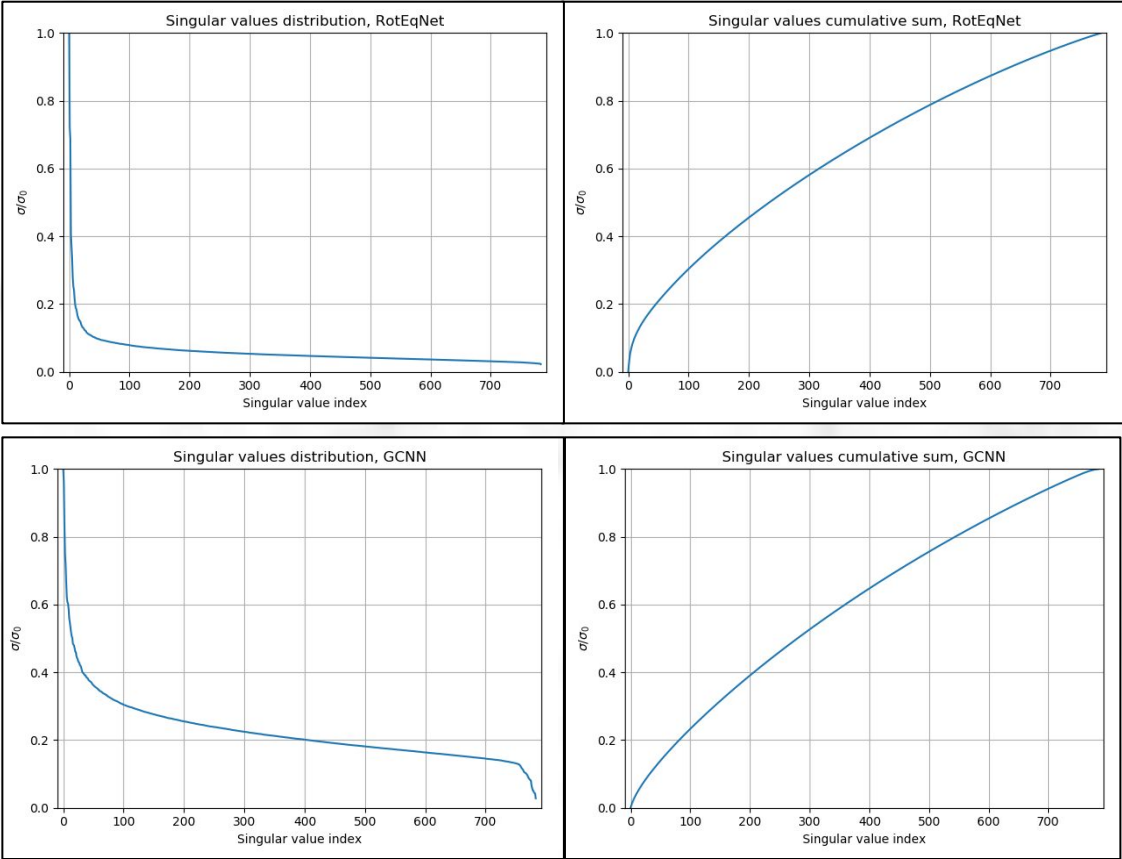 Singular values distribution, RotEqNet
1.0
0.8
0.6
0.4
0.2
0.0
σ/σ₀
0 100 200 300 400 500 600 700
Singular value index
Singular values cumulative sum, RotEqNet
1.0
0.8
0.6
0.4
0.2
0.0
σ/σ₀
0 100 200 300 400 500 600 700
Singular value index
Singular values distribution, GCNN
1.0
0.8
0.6
0.4
0.2
0.0
σ/σ₀
0 100 200 300 400 500 600 700
Singular value index
Singular values cumulative sum, GCNN
1.0
0.8
0.6
0.4
0.2
0.0
σ/σ₀
0 100 200 300 400 500 600 700
Singular value index